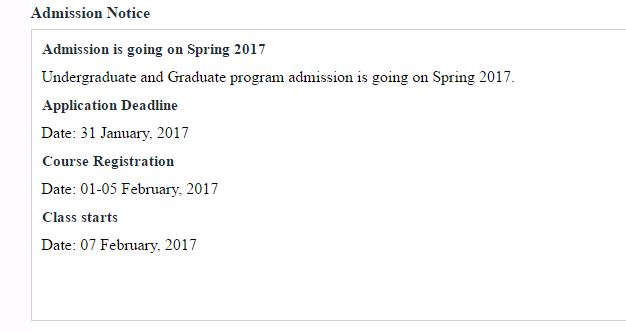 Admission Notice
Admission is going on Spring 2017
Undergraduate and Graduate program admission is going on Spring 2017.
Application Deadline
Date: 31 January, 2017
Course Registration
Date: 01-05 February, 2017
Class starts
Date: 07 February, 2017